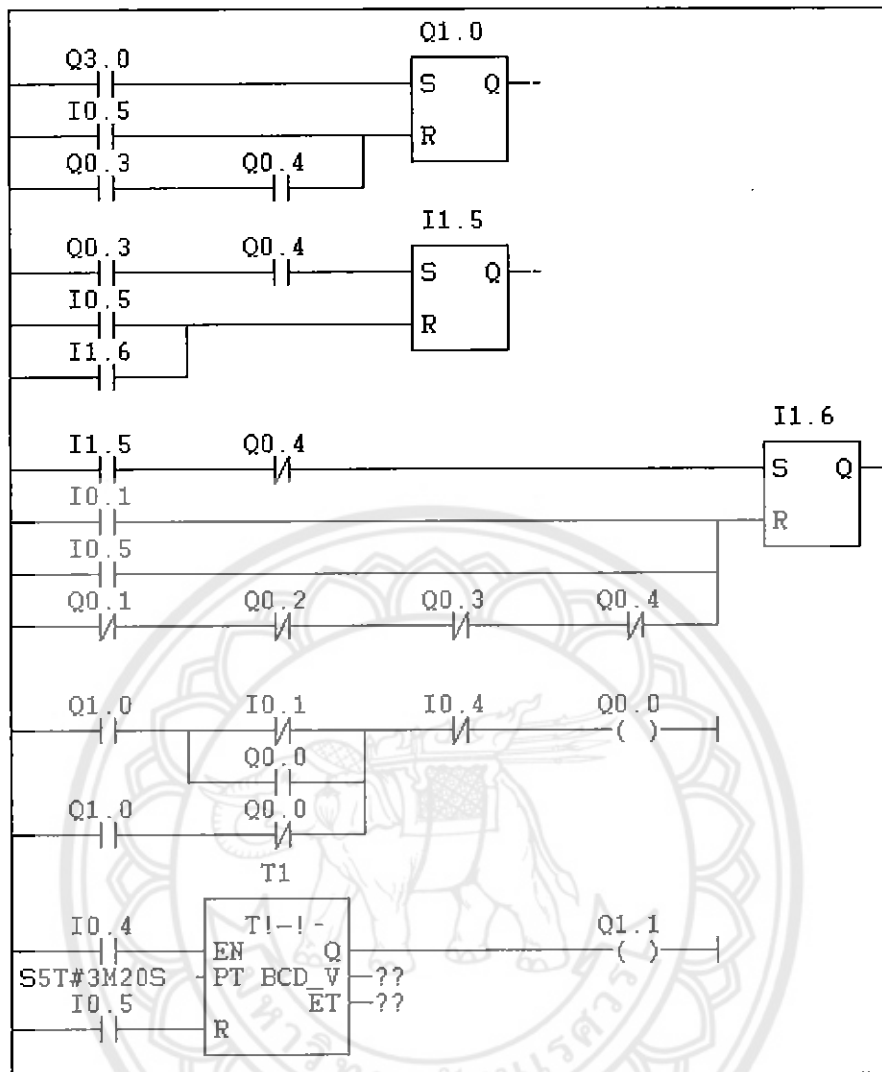 Q1.0
Q3.0
S Q
I0.5
R
Q0.3 Q0.4
I1.5
Q0.3 Q0.4
S Q
I0.5
R
I1.6
I1.6
I1.5 Q0.4
S Q
I0.1
R
I0.5
Q0.1 Q0.2 Q0.3 Q0.4
Q1.0 I0.1 I0.4 Q0.0
( )
Q0.0
Q1.0 Q0.0
T1
I0.4 T!-!- Q1.1
EN Q ( )
S5T#3M20S PT BCD_V ??
I0.5 ET ??
R